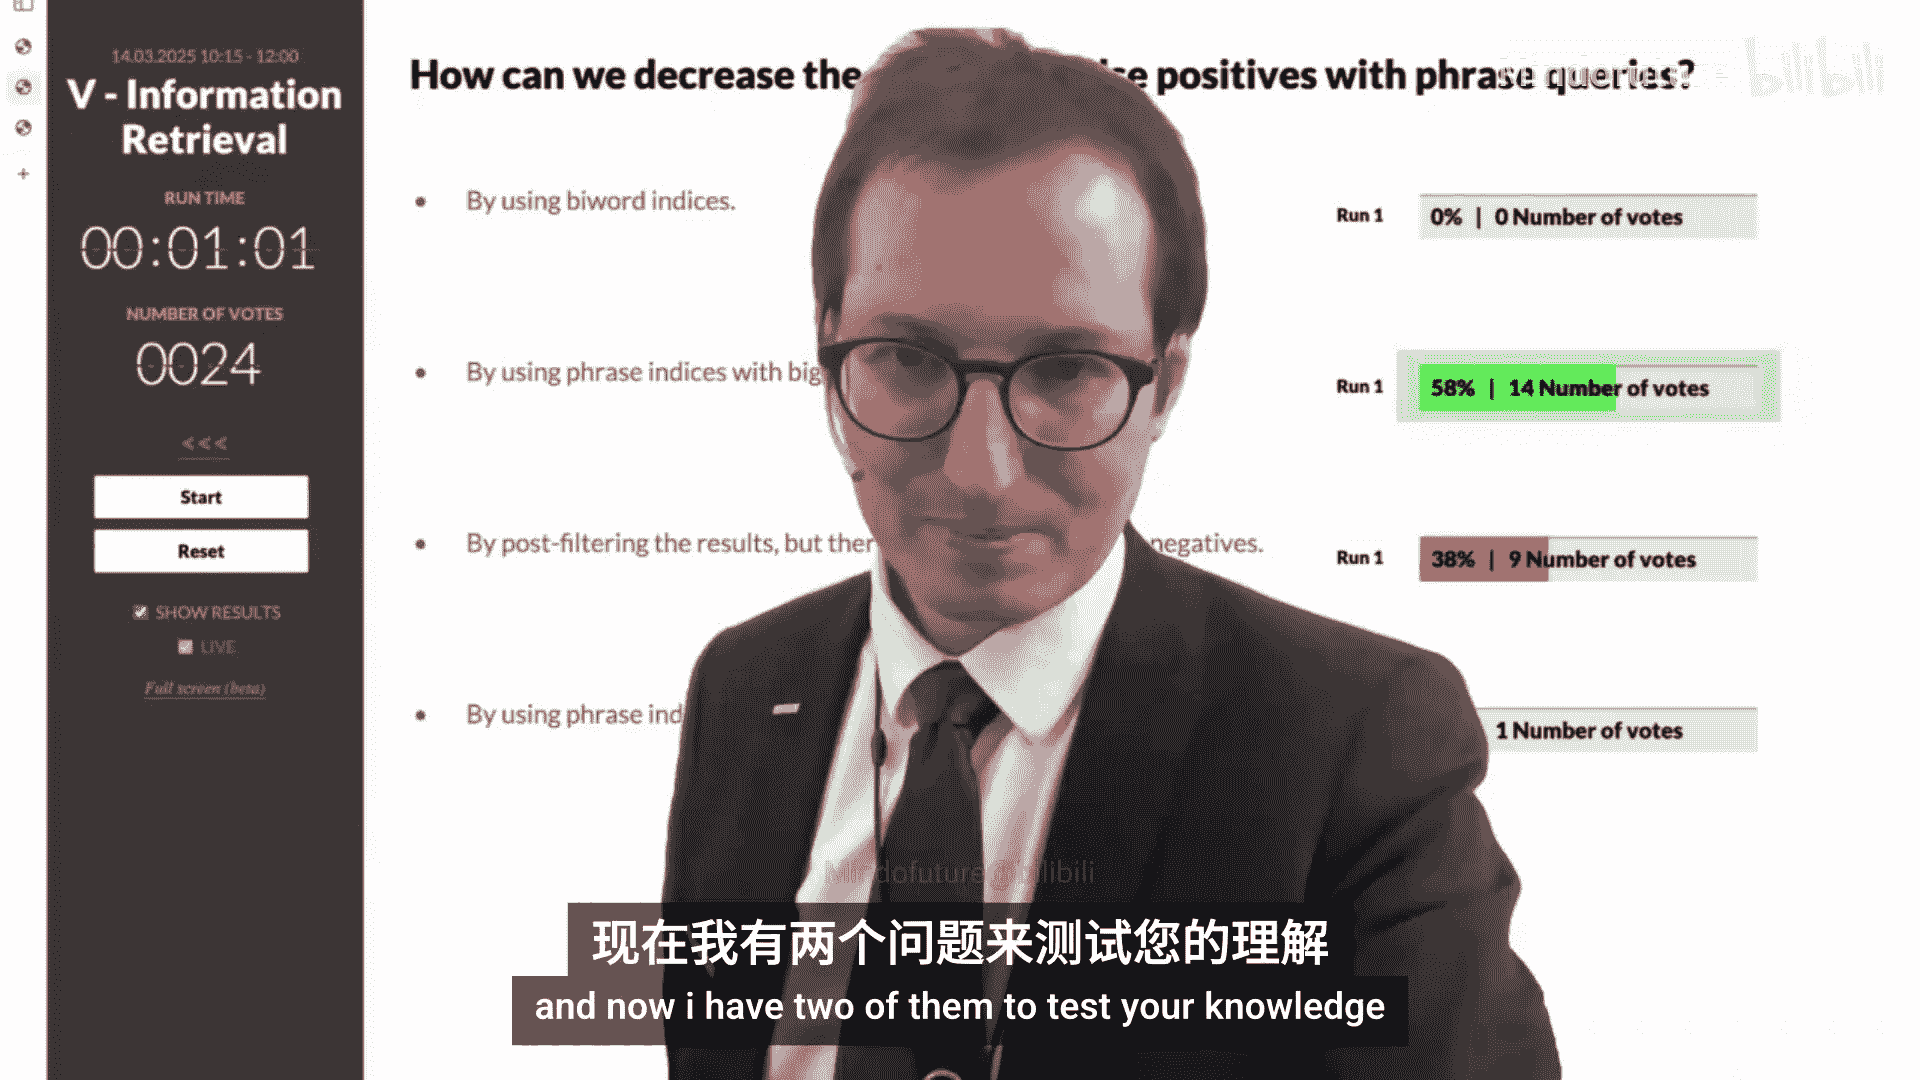 14.03.2025 10:15 - 12:00
V - Information
Retrieval
RUN TIME
00:01:01
NUMBER OF VOTES
0024
<<<
Start
Reset
SHOW RESULTS
LIVE
Full screen (beta)
How can we decrease the positives with phrase queries?
By using biword indices.
Run 1
0% | 0 Number of votes
By using phrase indices with
Run 1
58% | 14 Number of votes
By post-filtering the results, but negatives.
Run 1
38% | 9 Number of votes
By using phrase
1 Number of votes
bilibili
Mindofuture@bilibili
现在我有两个问题来测试您的理解
and now i have two of them to test your knowledge